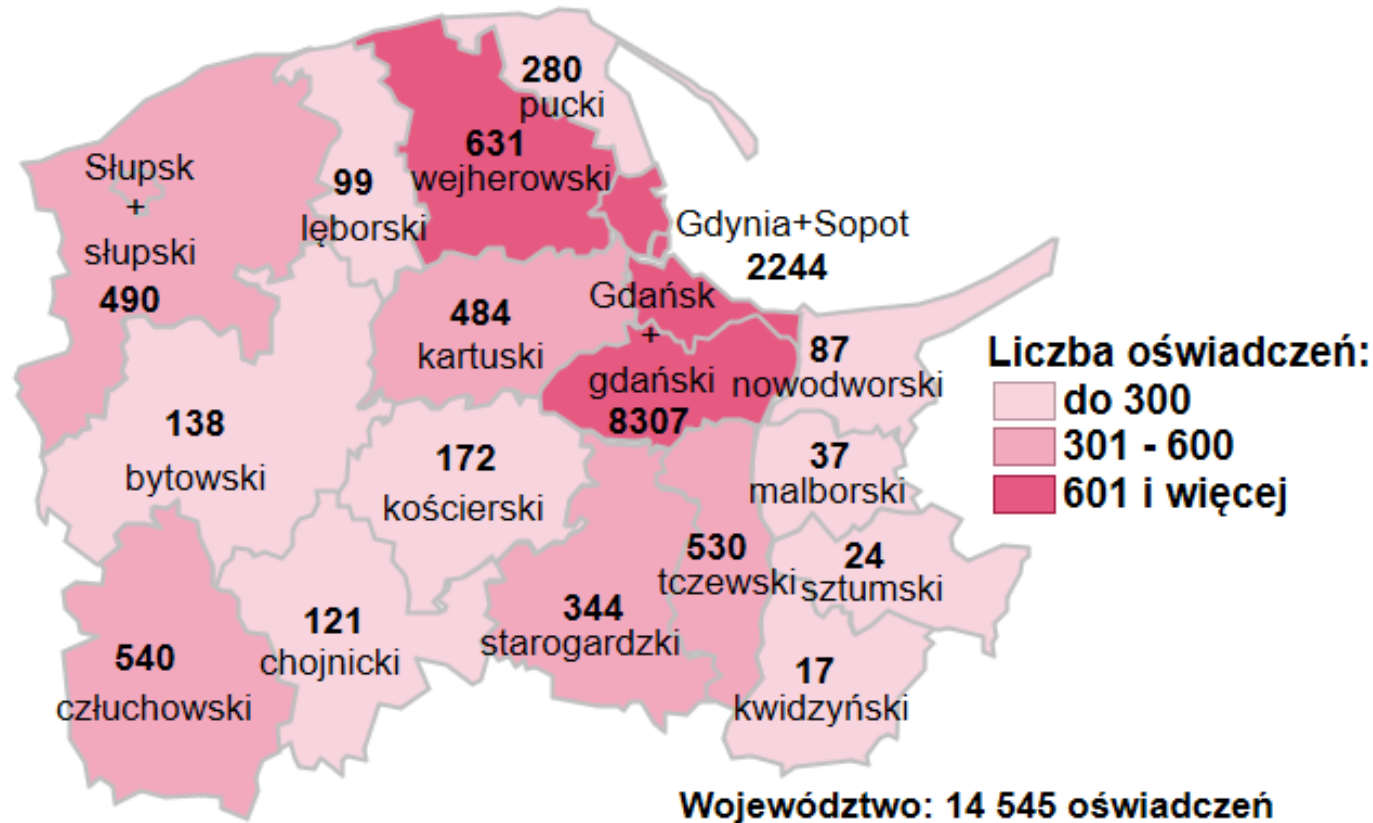 280
pucki
631
wejherowski
Słupsk
+
słupski
490
99
lęborski
Gdynia+Sopot
2244
Gdańsk
+
gdański
8307
484
kartuski
87
nowodworski
Liczba oświadczeń:
do 300
301 - 600
601 i więcej
138
bytowski
172
kościerski
37
malborski
530
tczewski
24
sztumski
344
starogardzki
121
chojnicki
540
człuchowski
17
kwidzyński
Województwo: 14 545 oświadczeń